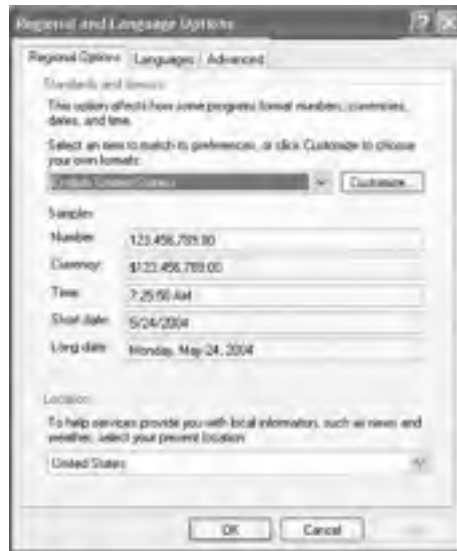 Regional and Language Options
Regional Options Languages Advanced
Standards and formats
This option affects how some programs format numbers, currencies,
dates, and time.
Select an item to match its preferences, or click Customize to choose
your own formats:
English (United States)
Customize...
Samples
Number: 123,456,789.00
Currency: $123,456,789.00
Time: 7:25:50 AM
Short date: 5/24/2004
Long date: Monday, May 24, 2004
Location
To help services provide you with local information, such as news and
weather, select your present location:
United States
OK Cancel